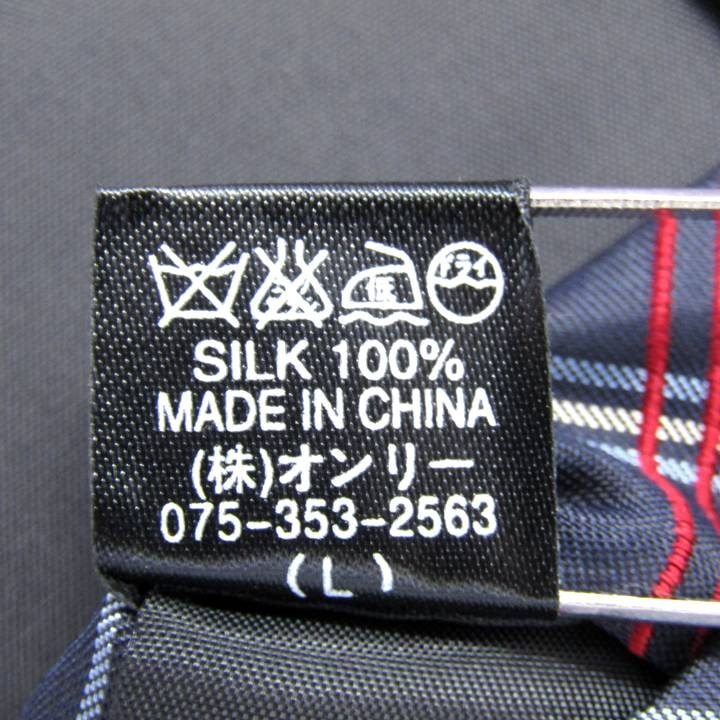 低 ドライ
SILK 100%
MADE IN CHINA
(株)オンリー
075-353-2563
(L)